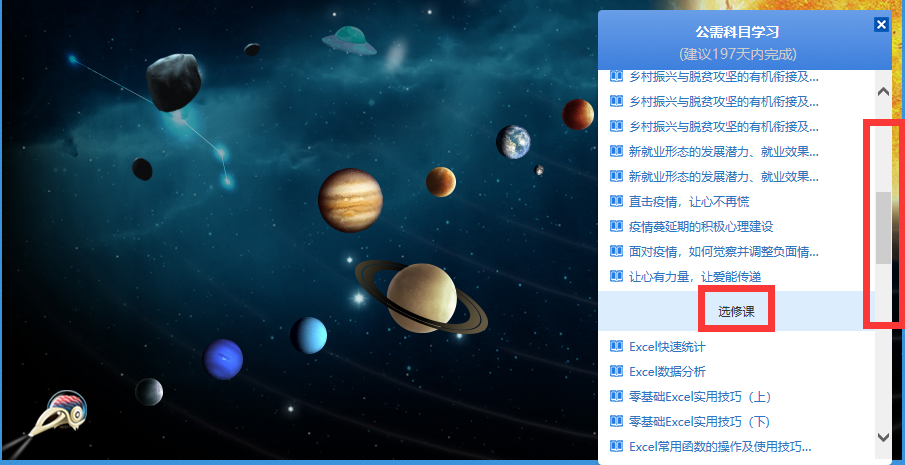 公需科目学习
(建议197天内完成)
乡村振兴与脱贫攻坚的有机衔接及...
乡村振兴与脱贫攻坚的有机衔接及...
乡村振兴与脱贫攻坚的有机衔接及...
新就业形态的发展潜力、就业效果...
新就业形态的发展潜力、就业效果...
直击疫情，让心不再慌
疫情蔓延期的积极心理建设
面对疫情，如何觉察并调整负面情...
让心有力量，让爱能传递
选修课
Excel快速统计
Excel数据分析
零基础Excel实用技巧（上）
零基础Excel实用技巧（下）
Excel常用函数的操作及使用技巧...